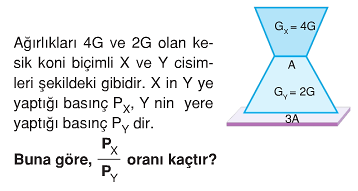 Ağırlıkları 4G ve 2G olan ke-
sik koni biçimli X ve Y cisim-
leri şekildeki gibidir. X in Y ye
yaptığı basınç Pₓ, Y nin yere
yaptığı basınç P_Y dir.
Buna göre, P_X / P_Y oranı kaçtır?
G_X = 4G
A
G_Y = 2G
3A